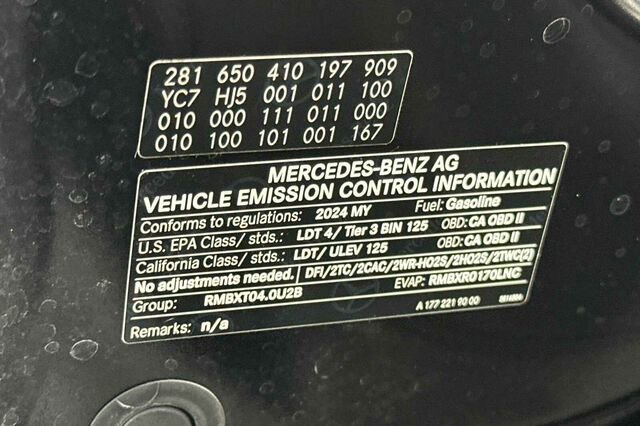 281 650 410 197 909
YC7 HJ5 001 011 100
010 000 111 011 000
010 100 101 001 167
MERCEDES-BENZ AG
VEHICLE EMISSION CONTROL INFORMATION
Conforms to regulations: 2024 MY Fuel: Gasoline
U.S. EPA Class/ stds.: LDT 4/ Tier 3 BIN 125 OBD: CA OBD II
California Class/ stds.: LDT/ ULEV 125 OBD: CA OBD II
No adjustments needed. DFI/2TC/2CAC/2WR-HO2S/2HO2S/2TWC(2)
Group: RMBXT04.0U2B EVAP: RMBXR0170LNC
Remarks: n/a A 177 221 90 00